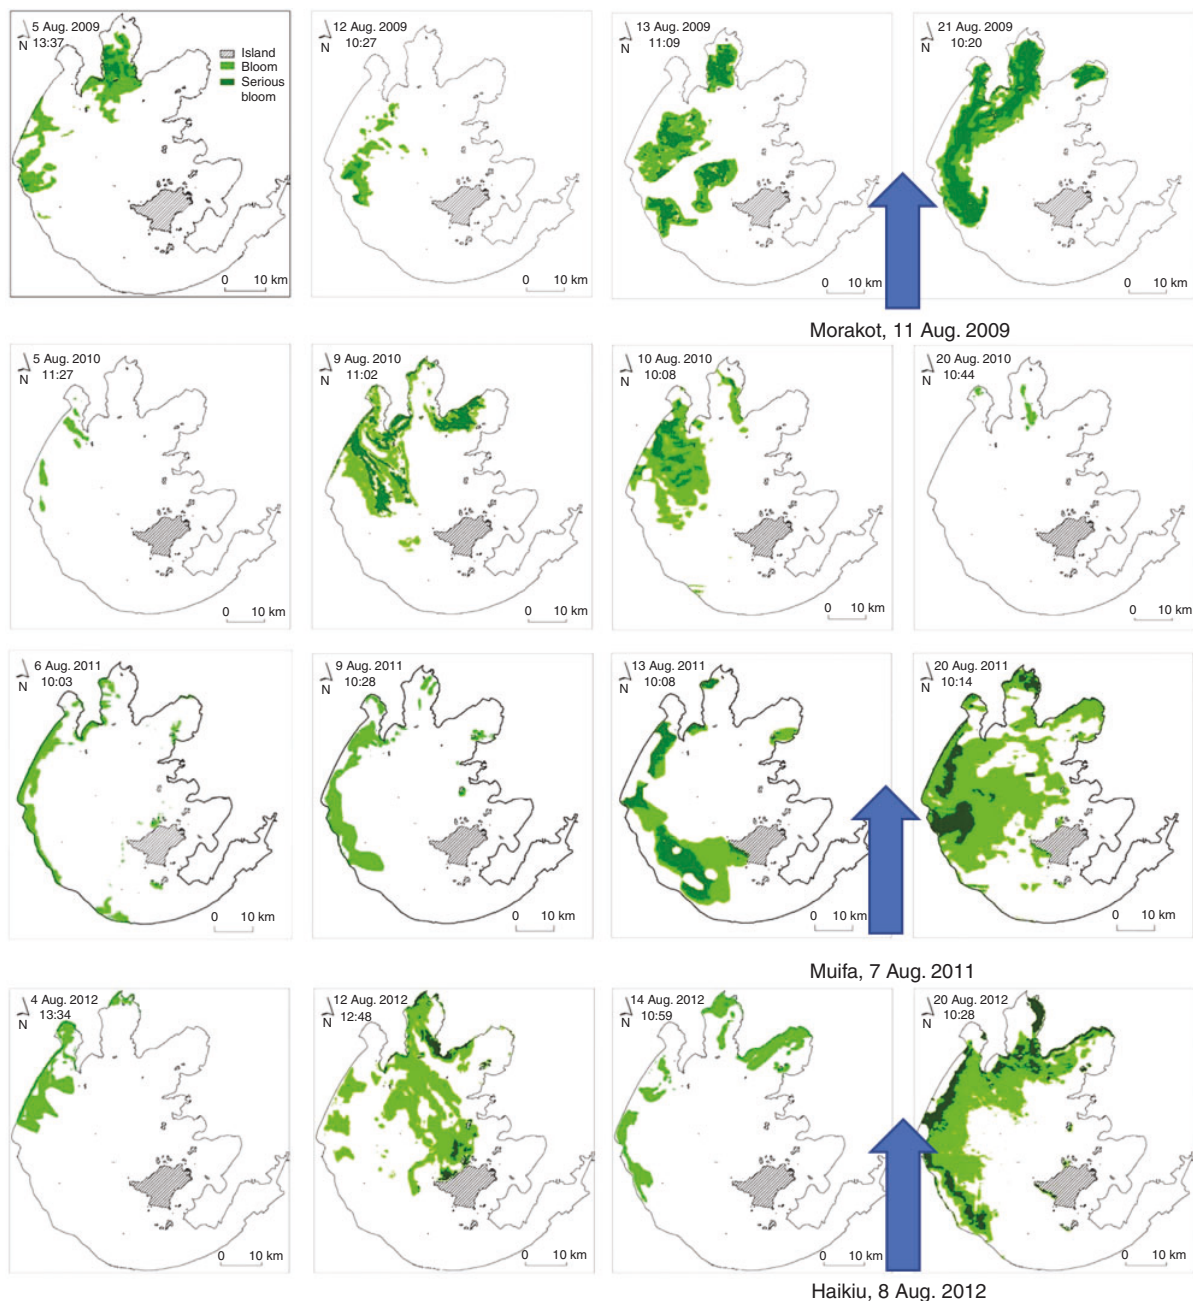 5 Aug. 2009
13:37
N
Island
Bloom
Serious
bloom
0 10 km
12 Aug. 2009
10:27
N
0 10 km
13 Aug. 2009
11:09
N
0 10 km
21 Aug. 2009
10:20
N
0 10 km
Morakot, 11 Aug. 2009
5 Aug. 2010
11:27
N
0 10 km
9 Aug. 2010
11:02
N
0 10 km
10 Aug. 2010
10:08
N
0 10 km
20 Aug. 2010
10:44
N
0 10 km
6 Aug. 2011
10:03
N
0 10 km
9 Aug. 2011
10:28
N
0 10 km
13 Aug. 2011
10:08
N
0 10 km
20 Aug. 2011
10:14
N
0 10 km
Muifa, 7 Aug. 2011
4 Aug. 2012
13:34
N
0 10 km
12 Aug. 2012
12:48
N
0 10 km
14 Aug. 2012
10:59
N
0 10 km
20 Aug. 2012
10:28
N
0 10 km
Haikiu, 8 Aug. 2012